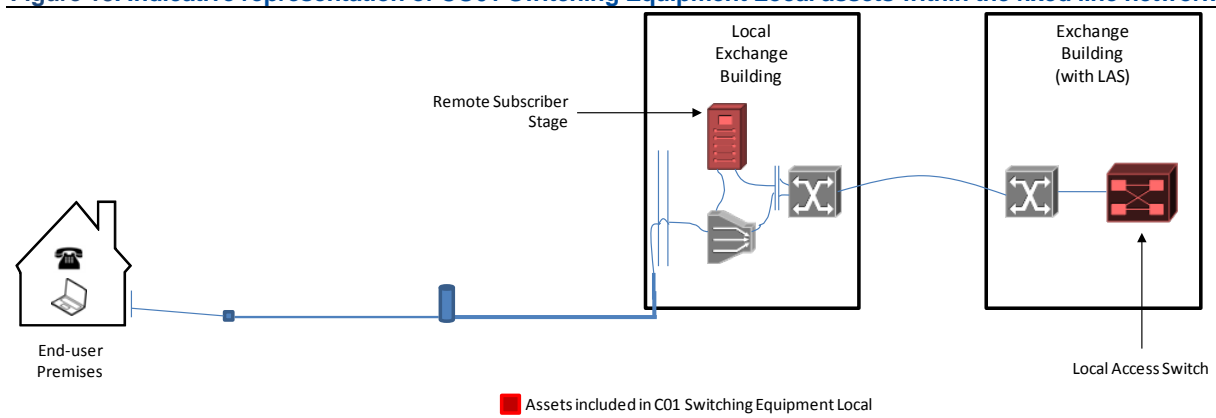 Local
Exchange
Building
Exchange
Building
(with LAS)
Remote Subscriber
Stage
End-user
Premises
Local Access Switch
Assets included in C01 Switching Equipment Local